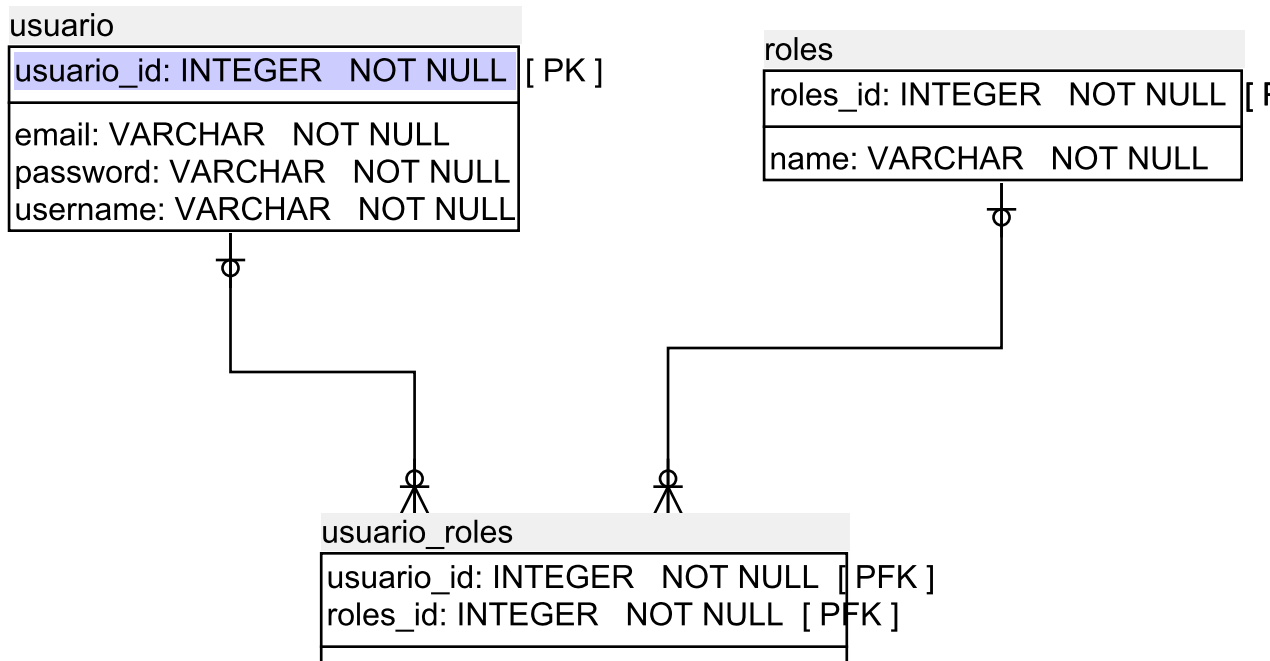 usuario
usuario_id: INTEGER NOT NULL [ PK ]
email: VARCHAR NOT NULL
password: VARCHAR NOT NULL
username: VARCHAR NOT NULL
roles
roles_id: INTEGER NOT NULL [
name: VARCHAR NOT NULL
usuario_roles
usuario_id: INTEGER NOT NULL [ PFK ]
roles_id: INTEGER NOT NULL [ PFK ]